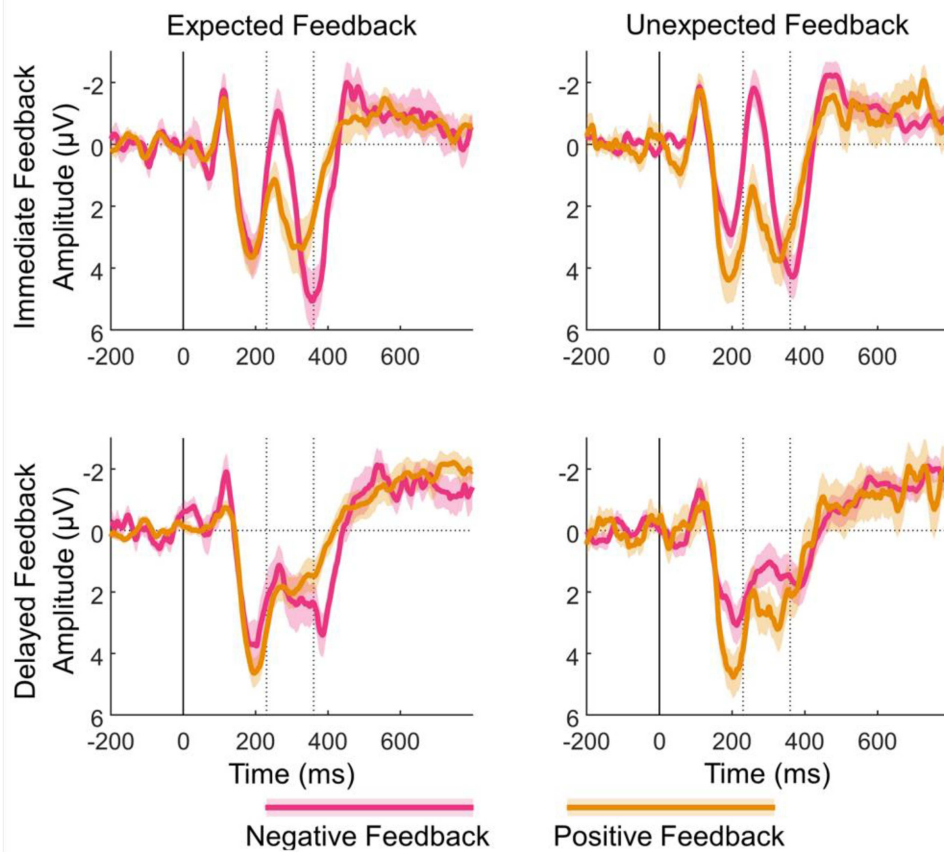 Expected Feedback
Unexpected Feedback
Immediate Feedback
Amplitude (µV)
-2
0
2
4
6
-200 0 200 400 600
-2
0
2
4
6
-200 0 200 400 600
Delayed Feedback
Amplitude (µV)
-2
0
2
4
6
-200 0 200 400 600
Time (ms)
-2
0
2
4
6
-200 0 200 400 600
Time (ms)
Negative Feedback
Positive Feedback